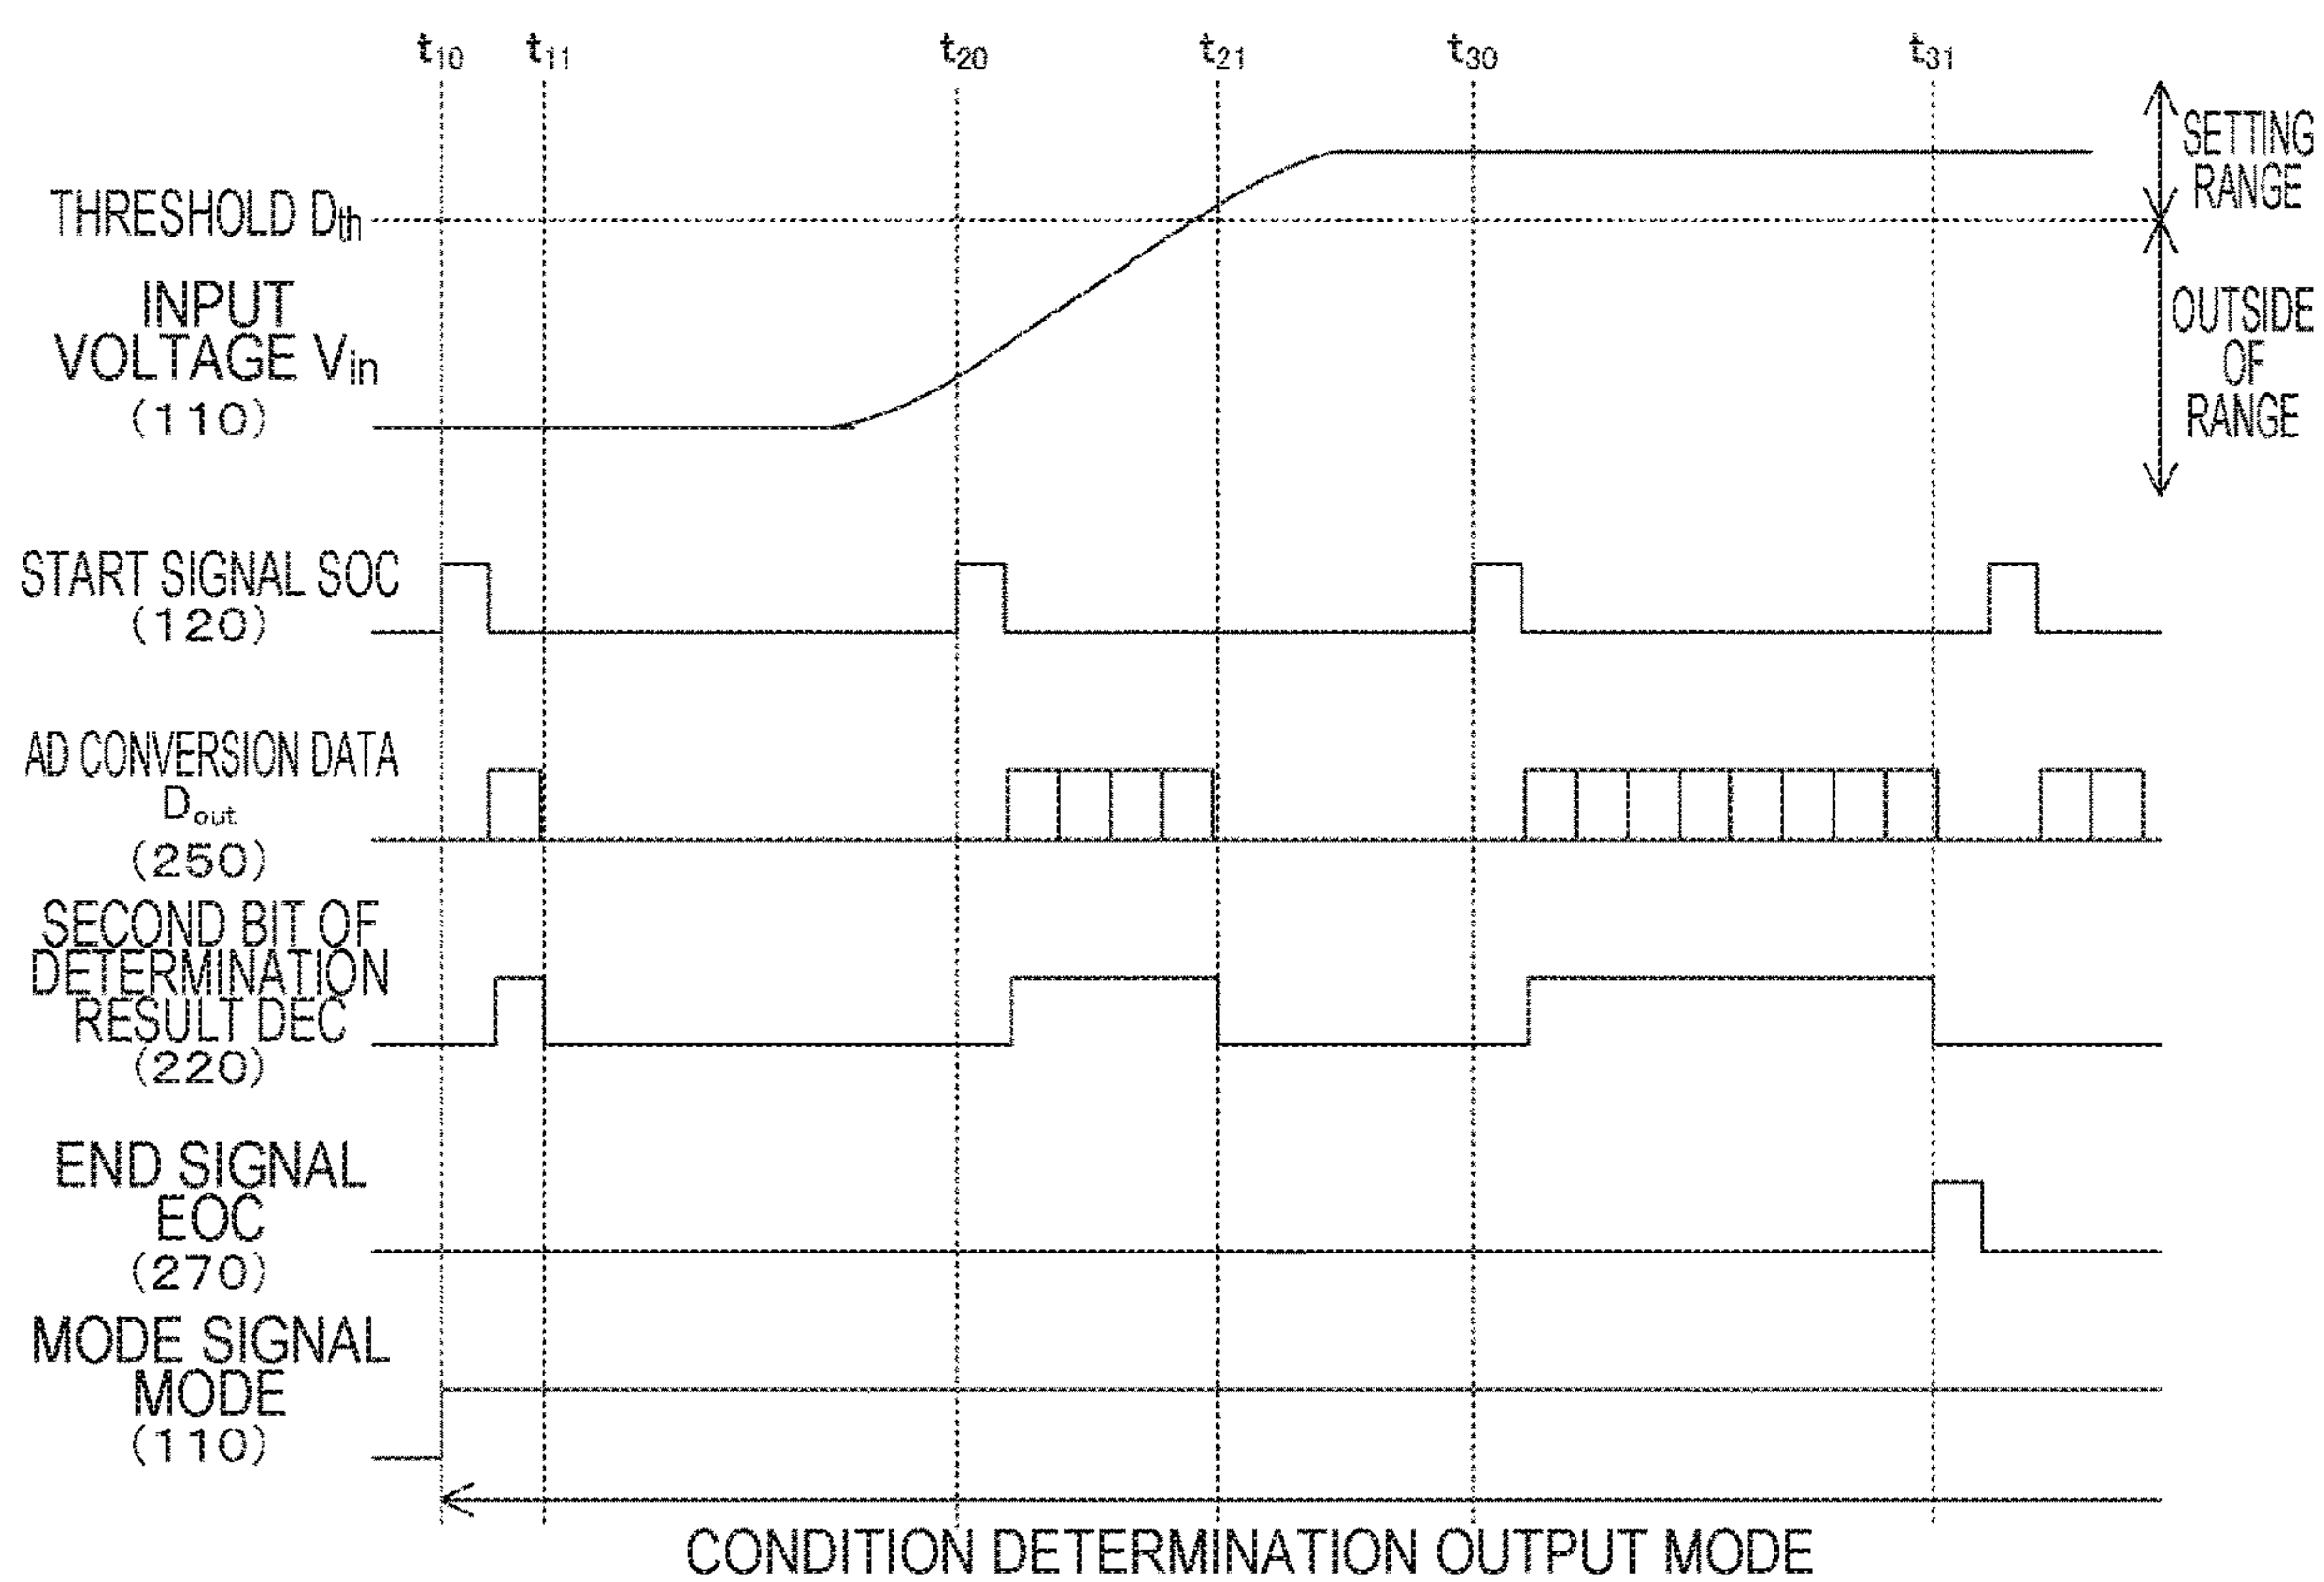 t10 t11 t20 t21 t30 t31
SETTING
RANGE
THRESHOLD Dth
INPUT
VOLTAGE Vin
(110)
OUTSIDE
OF
RANGE
START SIGNAL SOC
(120)
AD CONVERSION DATA
Dout
(250)
SECOND BIT OF
DETERMINATION
RESULT DEC
(220)
END SIGNAL
EOC
(270)
MODE SIGNAL
MODE
(110)
CONDITION DETERMINATION OUTPUT MODE